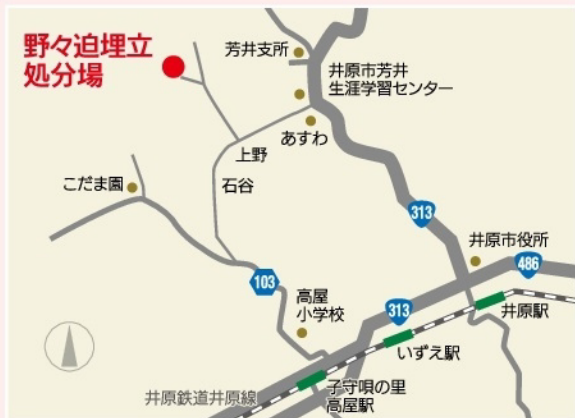 野々迫埋立
処分場
芳井支所
井原市芳井
生涯学習センター
あすわ
上野
石谷
こだま園
313
井原市役所
486
103
高屋
小学校
313
井原駅
いずえ駅
井原鉄道井原線
子守唄の里
高屋駅